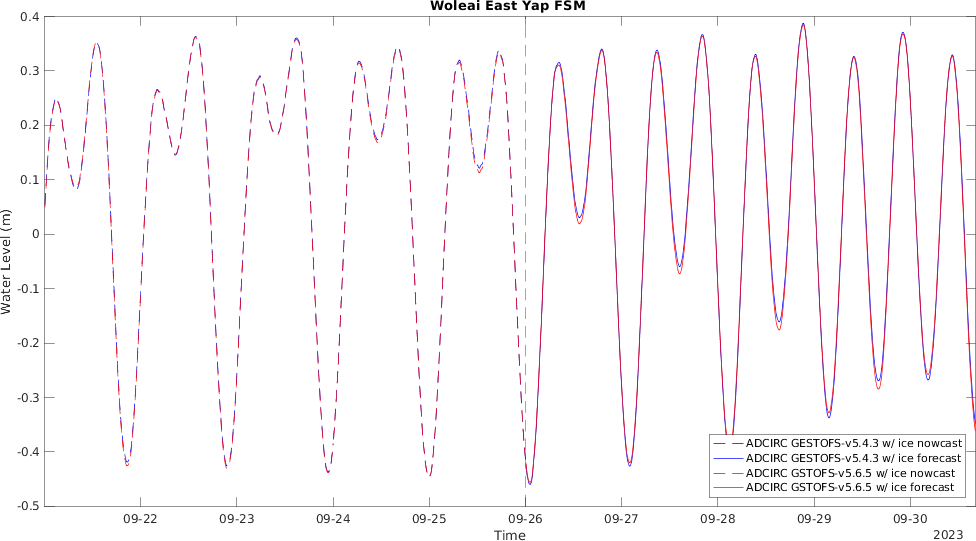 Woleai East Yap FSM
0.4
0.3
0.2
0.1
0
-0.1
-0.2
-0.3
-0.4
-0.5
Water Level (m)
09-22 09-23 09-24 09-25 09-26 09-27 09-28 09-29 09-30
Time
2023
ADCIRC GESTOFS-v5.4.3 w/ ice nowcast
ADCIRC GESTOFS-v5.4.3 w/ ice forecast
ADCIRC GSTOFS-v5.6.5 w/ ice nowcast
ADCIRC GSTOFS-v5.6.5 w/ ice forecast